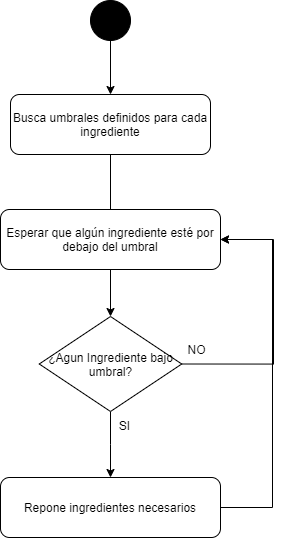 Busca umbrales definidos para cada
ingrediente
Esperar que algún ingrediente esté por
debajo del umbral
¿Agun Ingrediente bajo
umbral?
NO
SI
Repone ingredientes necesarios